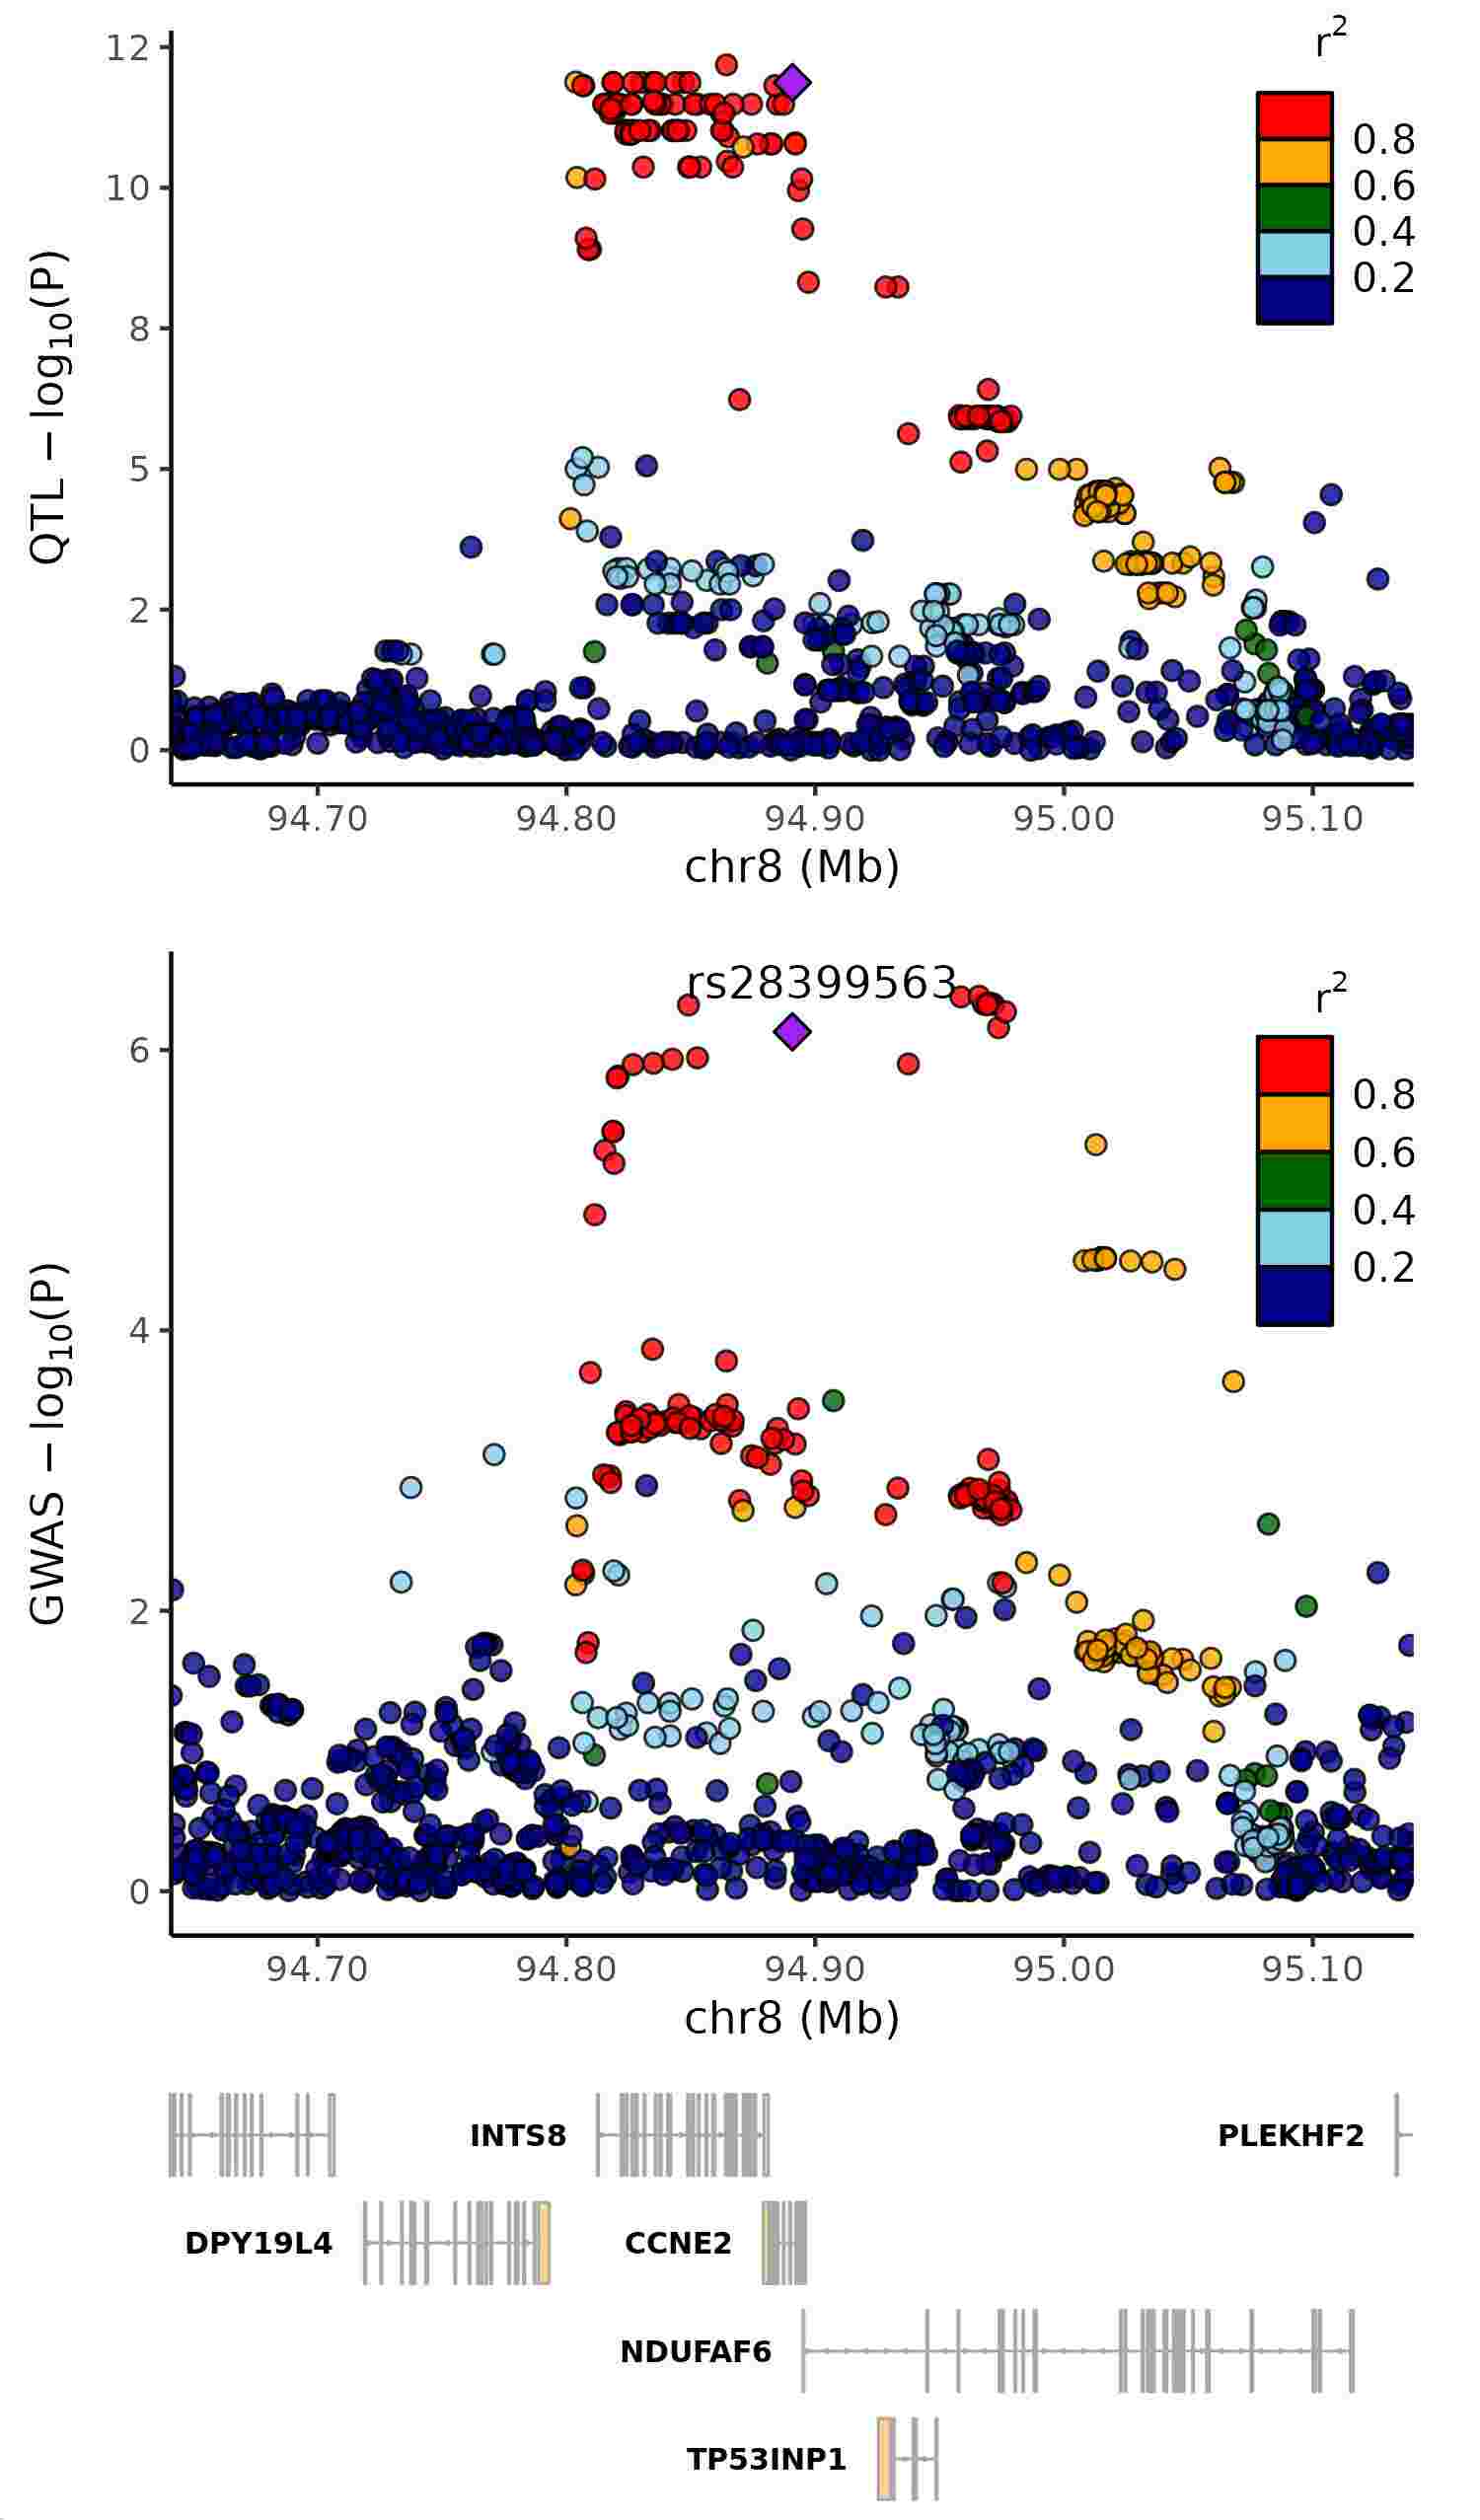 12
10
8
5
2
0
QTL − log10(P)
r2
0.8
0.6
0.4
0.2
94.70 94.80 94.90 95.00 95.10
chr8 (Mb)
rs28399563
6
4
2
0
GWAS − log10(P)
r2
0.8
0.6
0.4
0.2
94.70 94.80 94.90 95.00 95.10
chr8 (Mb)
INTS8 PLEKHF2
DPY19L4 CCNE2
NDUFAF6
TP53INP1